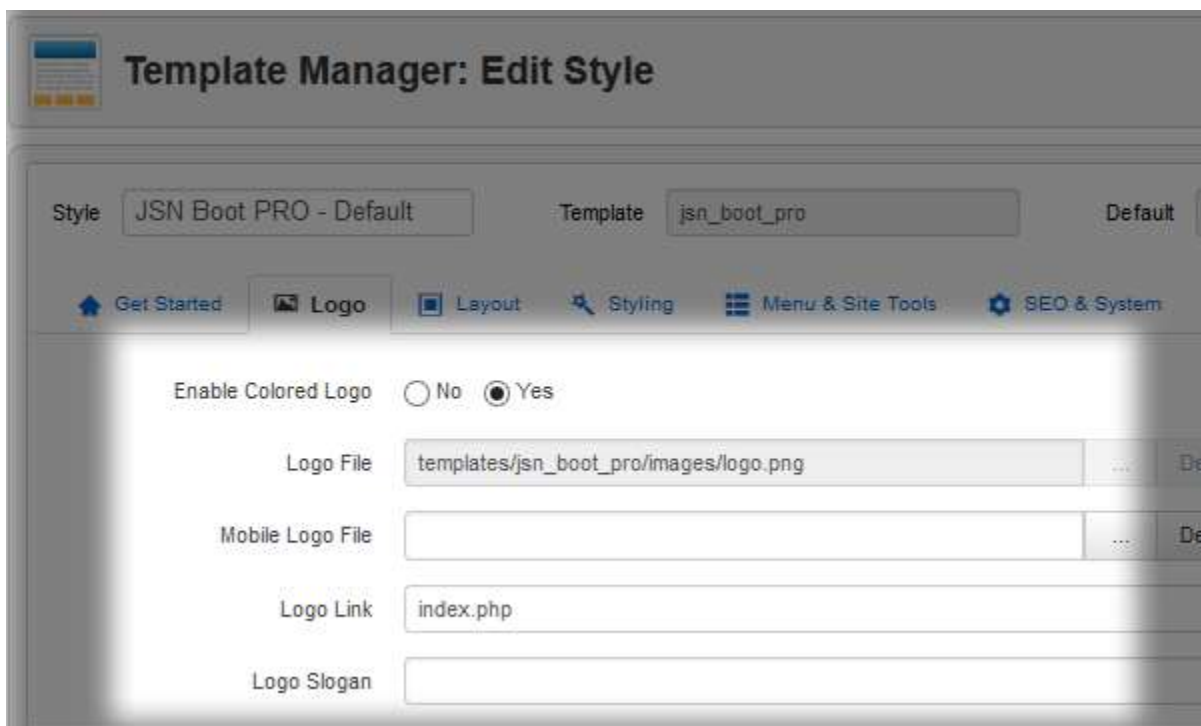 Template Manager: Edit Style
Style JSN Boot PRO - Default Template jsn_boot_pro Default
Get Started Logo Layout Styling Menu & Site Tools SEO & System
Enable Colored Logo No Yes
Logo File templates/jsn_boot_pro/images/logo.png ... De
Mobile Logo File ... De
Logo Link index.php
Logo Slogan